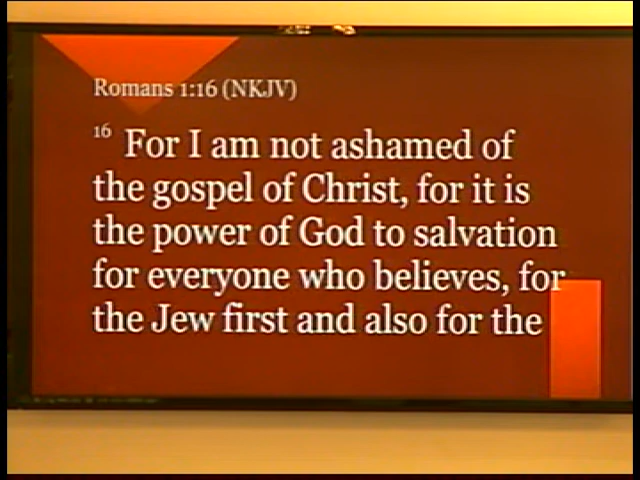 Romans 1:16 (NKJV)
16 For I am not ashamed of
the gospel of Christ, for it is
the power of God to salvation
for everyone who believes, for
the Jew first and also for the